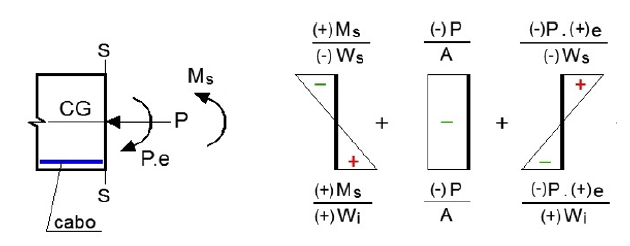 S
CG
Ms
P
P.e
S
cabo
(+)Ms
(-)Ws
(-)P
A
(-)P.(+)e
(-)Ws
−
+
+
−
+
+
−
(+)Ms
(+)Wi
(-)P
A
(-)P.(+)e
(+)Wi